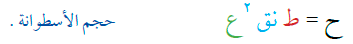 ح = ط نق ٢ ع حجم الأسطوانة .